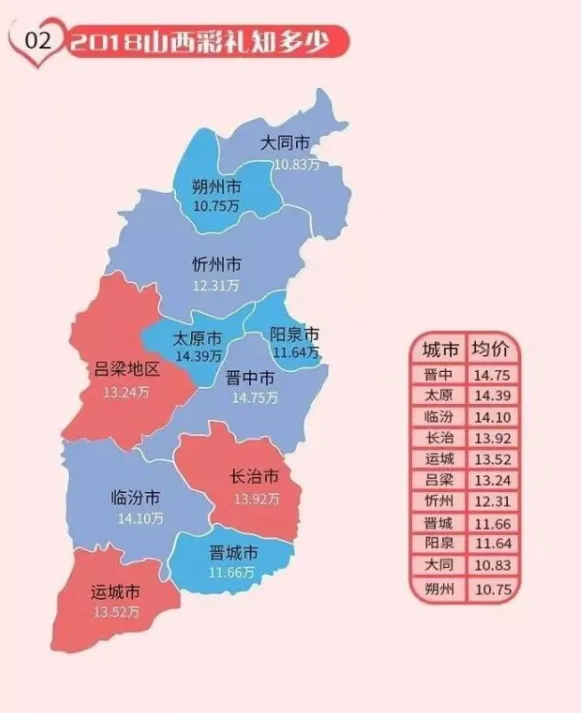 02
2018山西彩礼知多少
大同市
10.83万
朔州市
10.75万
忻州市
12.31万
太原市
14.39万
阳泉市
11.64万
吕梁地区
13.24万
晋中市
14.75万
长治市
13.92万
临汾市
14.10万
晋城市
11.66万
运城市
13.52万
城市 均价
晋中 14.75
太原 14.39
临汾 14.10
长治 13.92
运城 13.52
吕梁 13.24
忻州 12.31
晋城 11.66
阳泉 11.64
大同 10.83
朔州 10.75